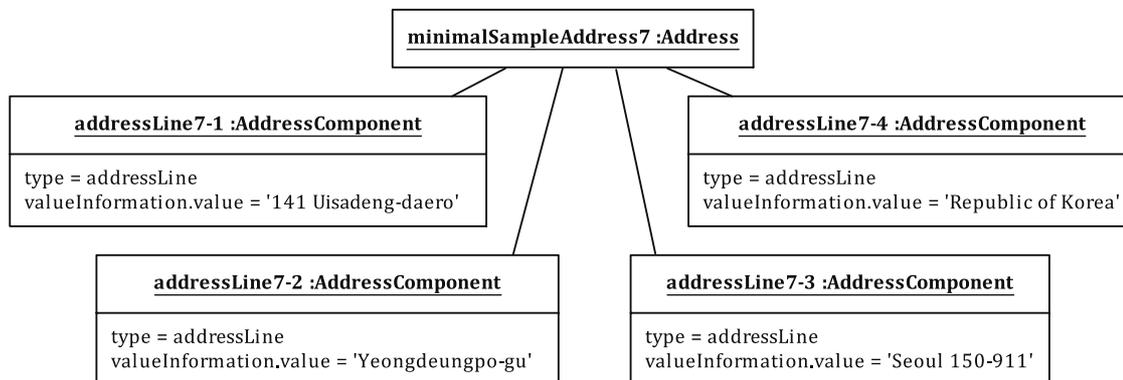 minimalSampleAddress7 :Address
addressLine7-1 :AddressComponent
type = addressLine
valueInformation.value = '141 Uisadeng-daero'
addressLine7-4 :AddressComponent
type = addressLine
valueInformation.value = 'Republic of Korea'
addressLine7-2 :AddressComponent
type = addressLine
valueInformation.value = 'Yeongdeungpo-gu'
addressLine7-3 :AddressComponent
type = addressLine
valueInformation.value = 'Seoul 150-911'